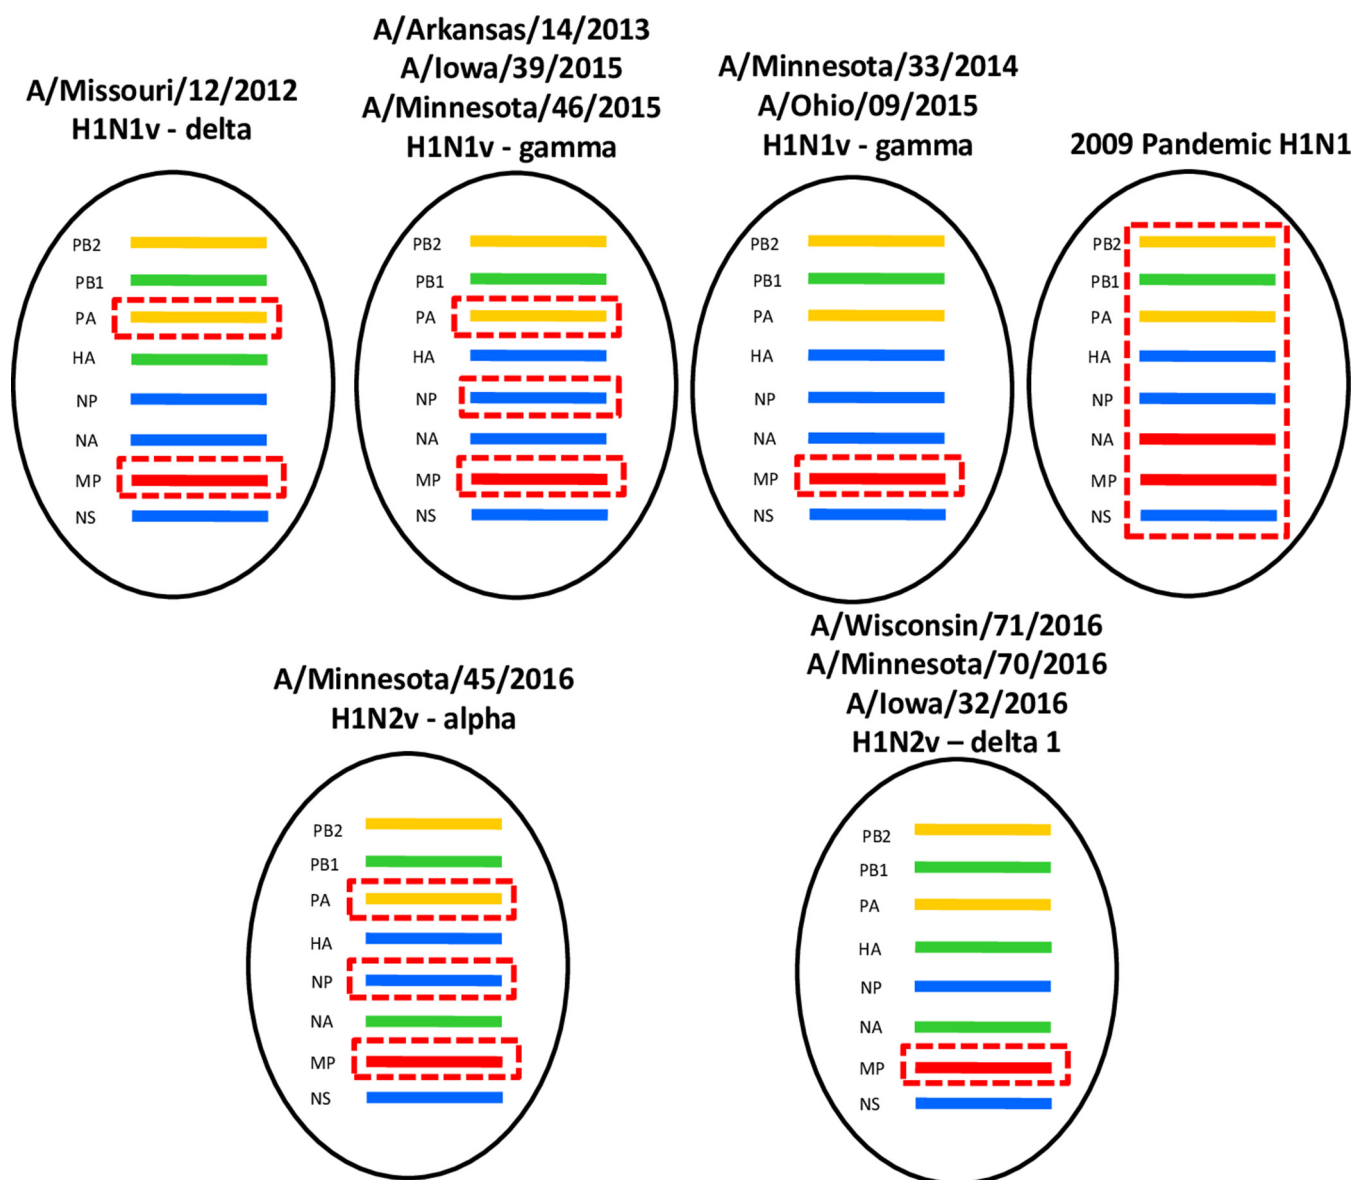 A/Missouri/12/2012
H1N1v - delta
PB2
PB1
PA
HA
NP
NA
MP
NS
A/Arkansas/14/2013
A/Iowa/39/2015
A/Minnesota/46/2015
H1N1v - gamma
PB2
PB1
PA
HA
NP
NA
MP
NS
A/Minnesota/33/2014
A/Ohio/09/2015
H1N1v - gamma
PB2
PB1
PA
HA
NP
NA
MP
NS
2009 Pandemic H1N1
PB2
PB1
PA
HA
NP
NA
MP
NS
A/Minnesota/45/2016
H1N2v - alpha
PB2
PB1
PA
HA
NP
NA
MP
NS
A/Wisconsin/71/2016
A/Minnesota/70/2016
A/Iowa/32/2016
H1N2v – delta 1
PB2
PB1
PA
HA
NP
NA
MP
NS